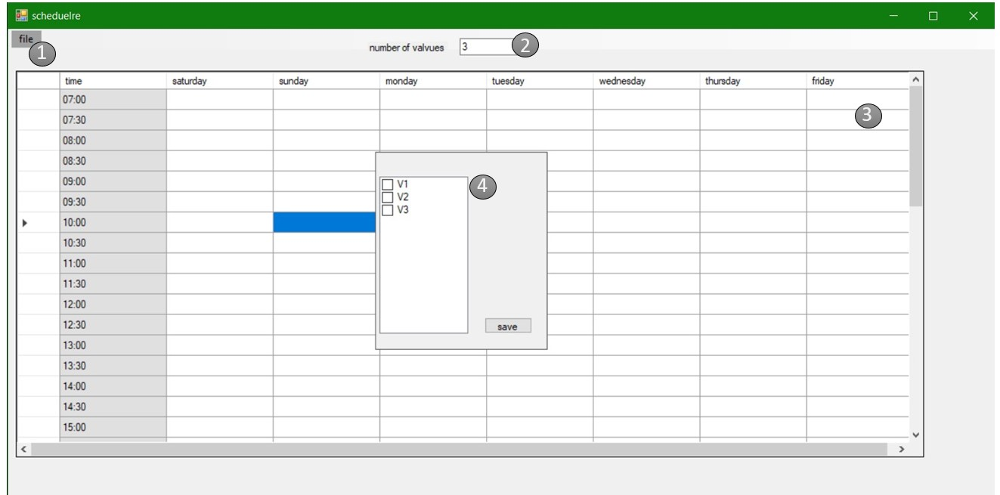 scheduelre
file
1
number of valvues 3 2
time saturday sunday monday tuesday wednesday thursday friday
07:00
07:30 3
08:00
08:30
09:00 V1 4
V2
09:30 V3
10:00
10:30
11:00
11:30
12:00
12:30 save
13:00
13:30
14:00
14:30
15:00